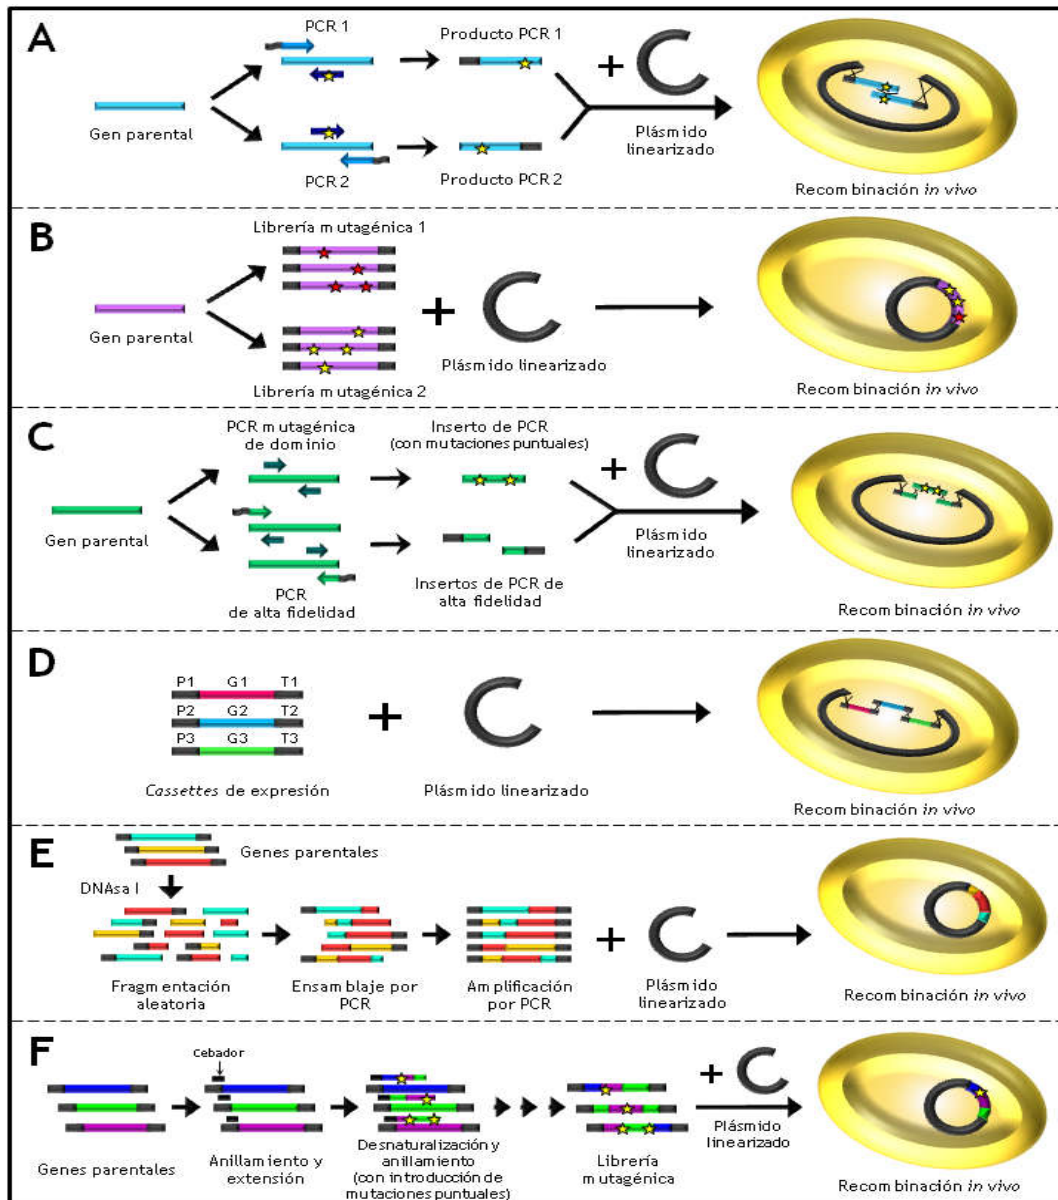 A
PCR 1
Producto PCR 1
Gen parental
Plásmido
linearizado
PCR 2
Producto PCR 2
Recombinación in vivo
B
Librería mutagénica 1
Gen parental
Plásmido linearizado
Librería mutagénica 2
Recombinación in vivo
C
PCR mutagénica
de dominio
Inserto de PCR
(con mutaciones puntuales)
Gen parental
Plásmido
linearizado
PCR
de alta fidelidad
Insertos de PCR de
alta fidelidad
Recombinación in vivo
D
P1 G1 T1
P2 G2 T2
P3 G3 T3
Cassettes de expresión
Plásmido linearizado
Recombinación in vivo
E
Genes parentales
DNAsa I
Fragmentación
aleatoria
Ensamblaje por
PCR
Amplificación
por PCR
Plásmido
linearizado
Recombinación in vivo
F
Cebador
Genes parentales
Anillamiento y
extensión
Desnaturalización y
anillamiento
(con introducción de
mutaciones puntuales)
Librería
mutagénica
Plásmido
linearizado
Recombinación in vivo